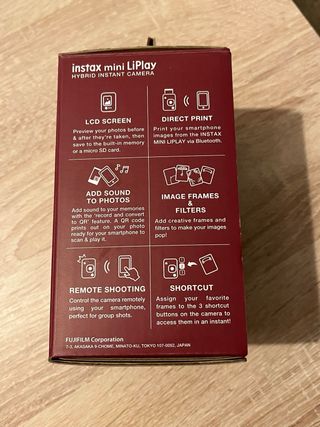 instax mini LiPlay
HYBRID INSTANT CAMERA
LCD SCREEN
Preview your photos before
& after they're taken, then
save to the built-in memory
or a micro SD card.
DIRECT PRINT
Print your smartphone
images from the INSTAX
MINI LIPLAY via Bluetooth.
ADD SOUND
TO PHOTOS
Add sound to your memories
with the 'record and convert
to QR' feature. A QR code
prints out on your photo
ready for your smartphone to
scan & play it.
IMAGE FRAMES
& FILTERS
Add creative frames and
filters to make your images
pop!
REMOTE SHOOTING
Control the camera remotely
using your smartphone,
perfect for group shots.
SHORTCUT
Assign your favorite
frames to the 3 shortcut
buttons on the camera to
access them in an instant!
FUJIFILM Corporation
7-3, AKASAKA 9-CHOME, MINATO-KU, TOKYO 107-0052, JAPAN